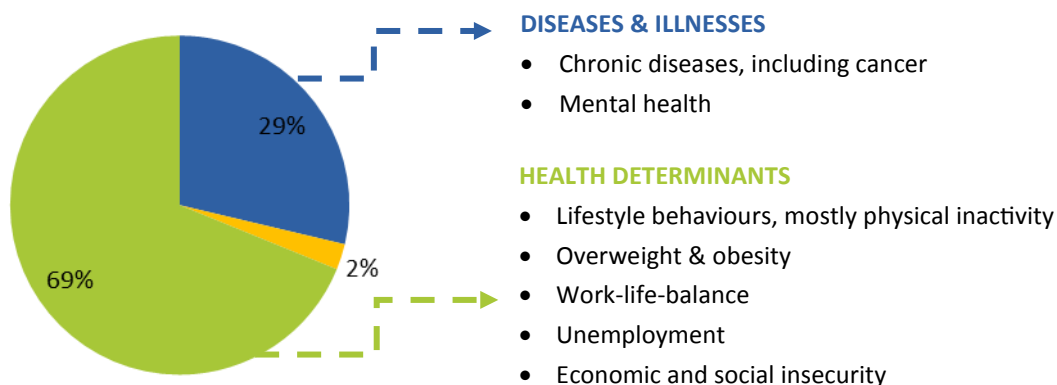 DISEASES & ILLNESSES
• Chronic diseases, including cancer
• Mental health
29%
HEALTH DETERMINANTS
• Lifestyle behaviours, mostly physical inactivity
• Overweight & obesity
2%
69%
• Work-life-balance
• Unemployment
• Economic and social insecurity